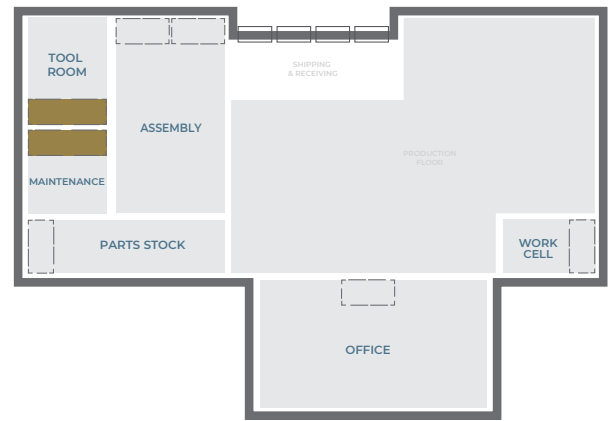 TOOL
ROOM
SHIPPING
& RECEIVING
ASSEMBLY
PRODUCTION
FLOOR
MAINTENANCE
PARTS STOCK
WORK
CELL
OFFICE